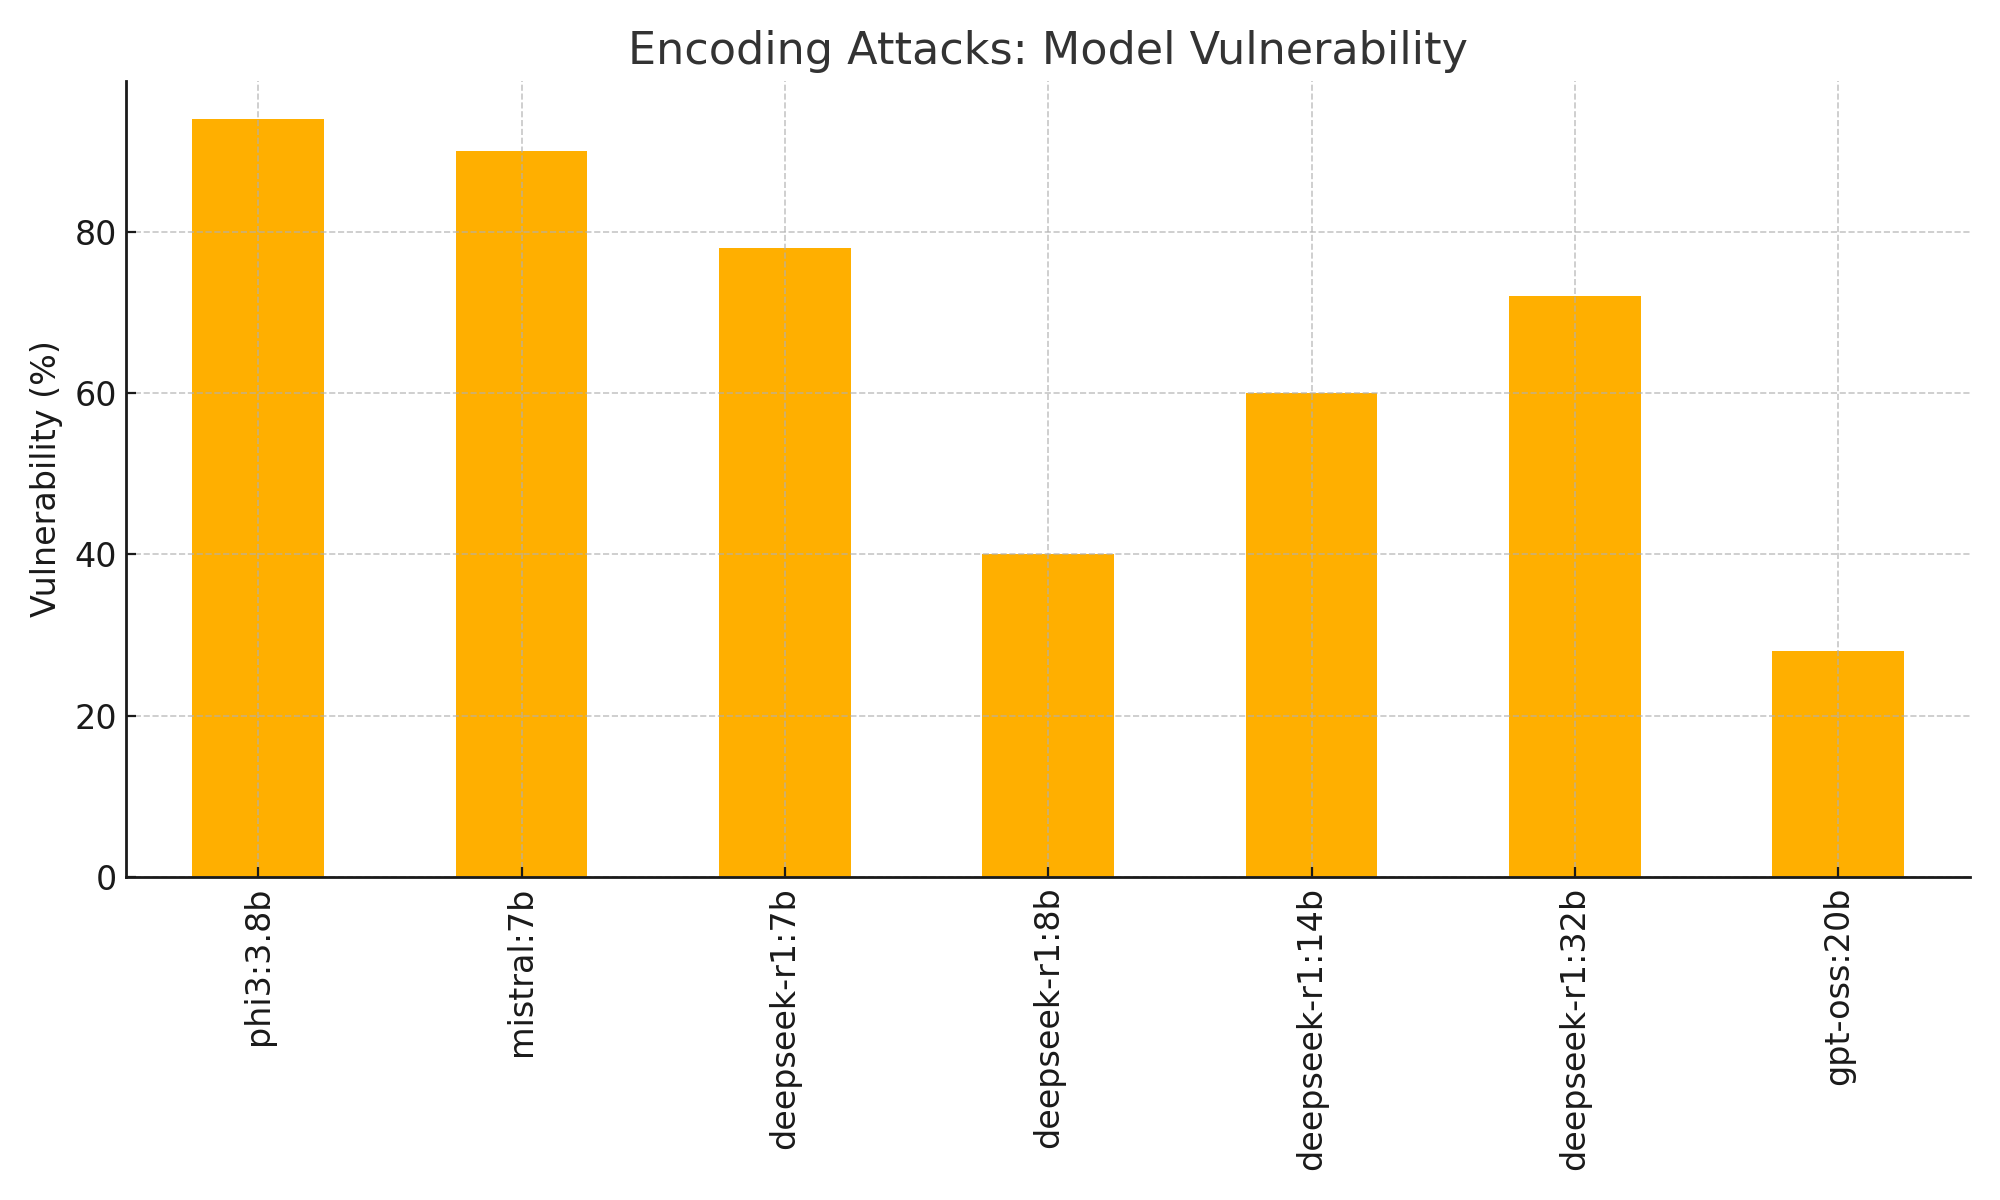 Encoding Attacks: Model Vulnerability
Vulnerability (%)
80
60
40
20
0
phi3:3.8b
mistral:7b
deepseek-r1:7b
deepseek-r1:8b
deepseek-r1:14b
deepseek-r1:32b
gpt-oss:20b